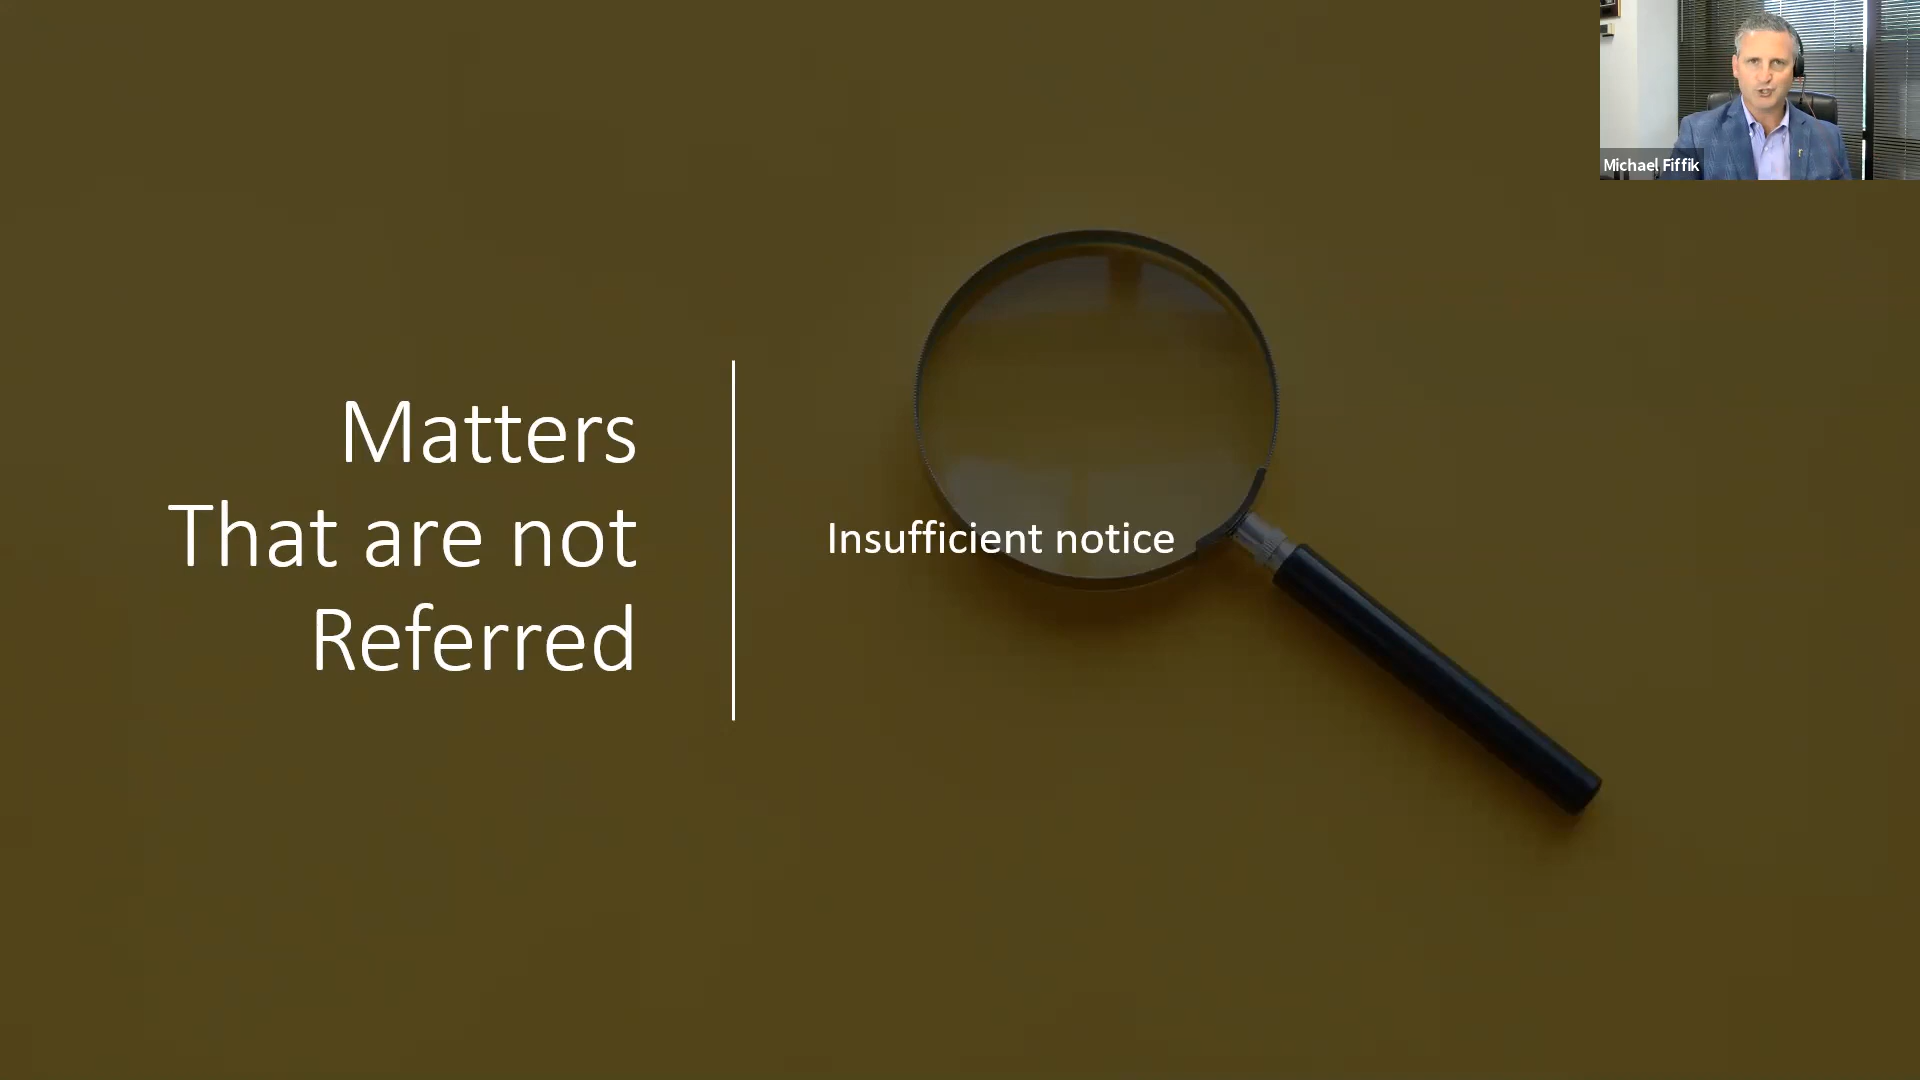 Matters
That are not
Referred
Insufficient notice
Michael Fiffik